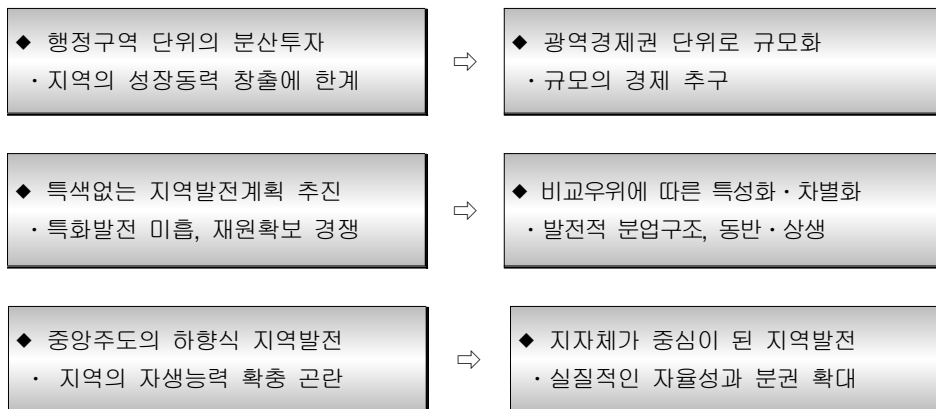 ◆ 행정구역 단위의 분산투자
・지역의 성장동력 창출에 한계
⇨
◆ 광역경제권 단위로 규모화
・규모의 경제 추구
◆ 특색없는 지역발전계획 추진
・특화발전 미흡, 재원확보 경쟁
⇨
◆ 비교우위에 따른 특성화・차별화
・발전적 분업구조, 동반・상생
◆ 중앙주도의 하향식 지역발전
・ 지역의 자생능력 확충 곤란
⇨
◆ 지자체가 중심이 된 지역발전
・실질적인 자율성과 분권 확대